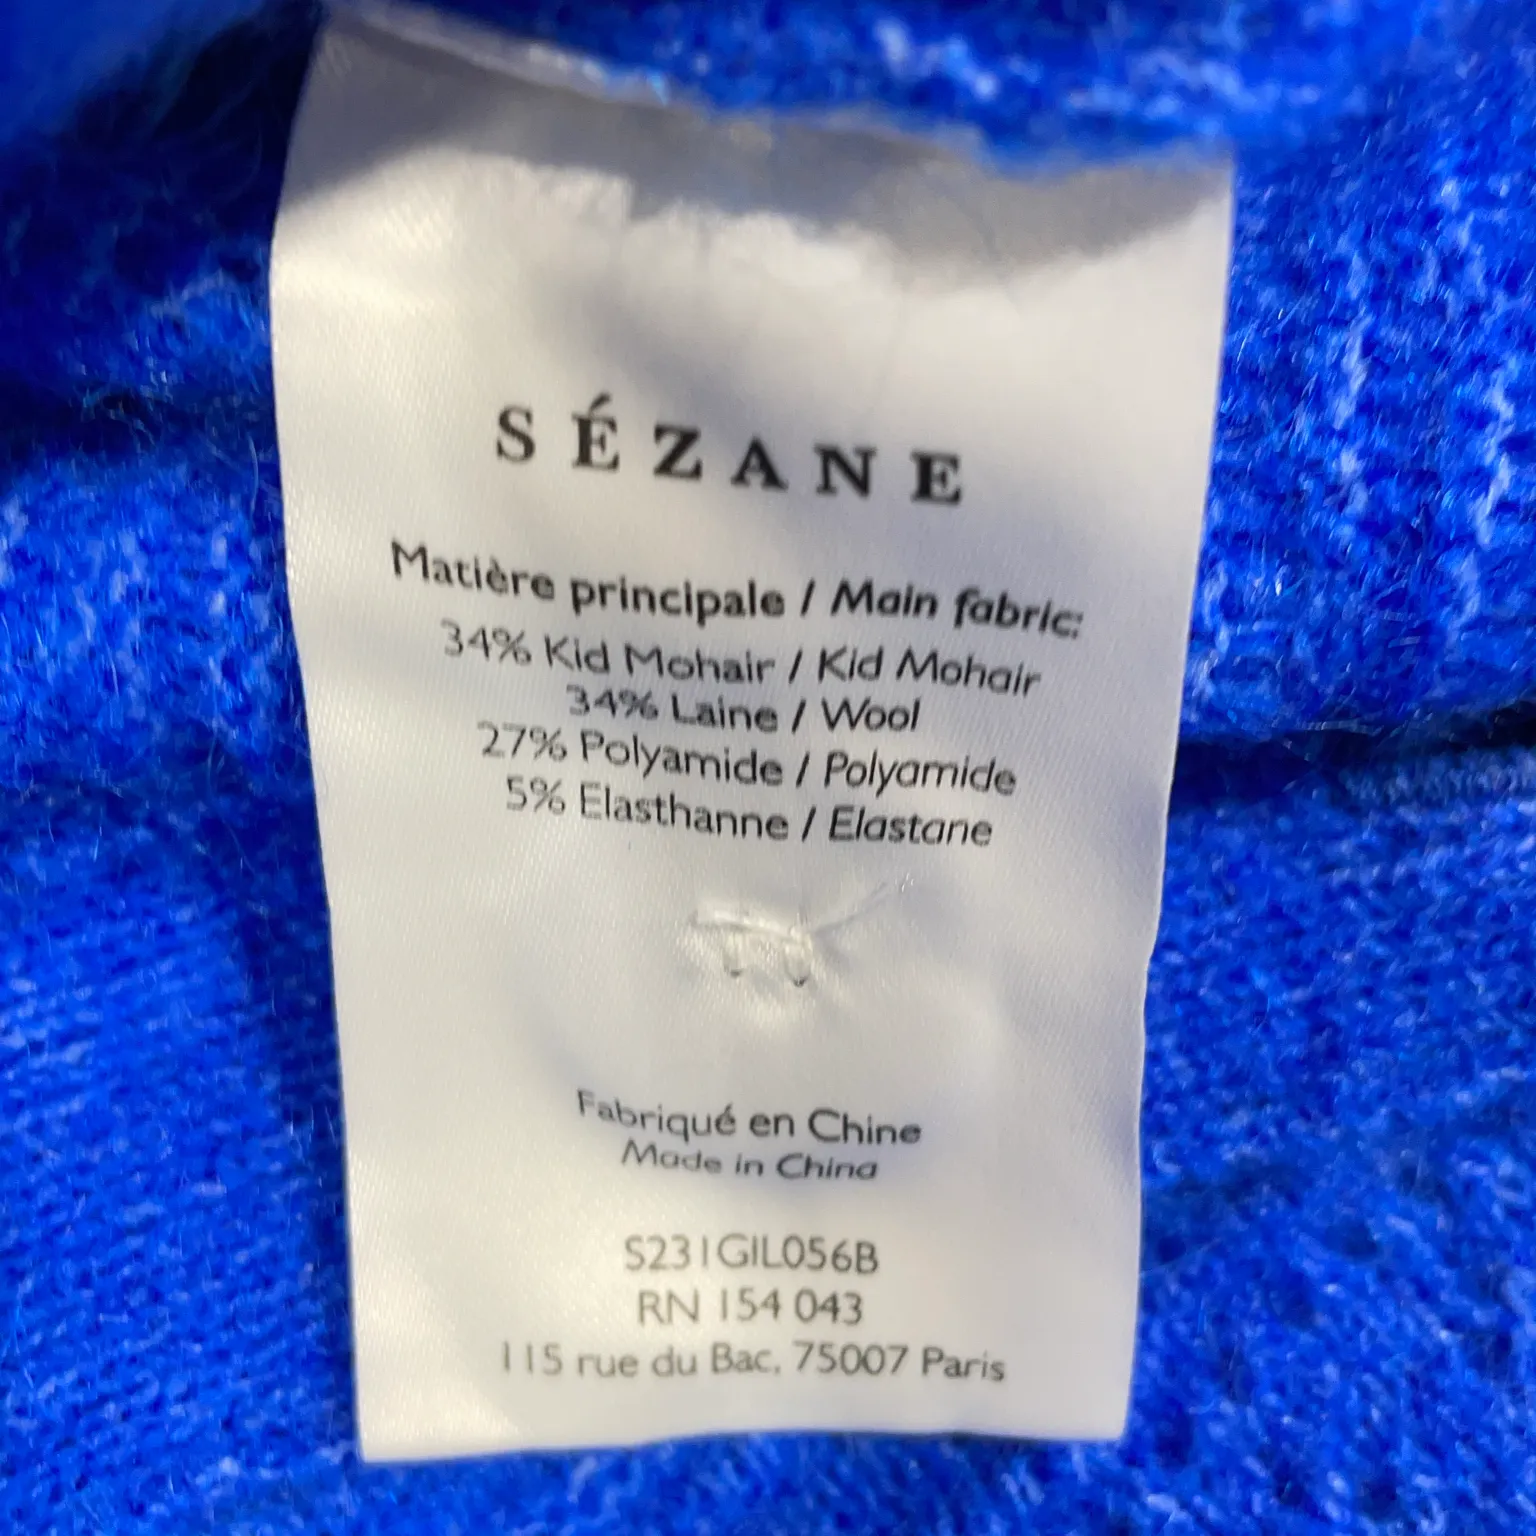 SÉZANE
Matière principale / Main fabric:
34% Kid Mohair / Kid Mohair
34% Laine / Wool
27% Polyamide / Polyamide
5% Elasthanne / Elastane
Fabriqué en Chine
Made in China
S231GIL056B
RN 154 043
115 rue du Bac, 75007 Paris